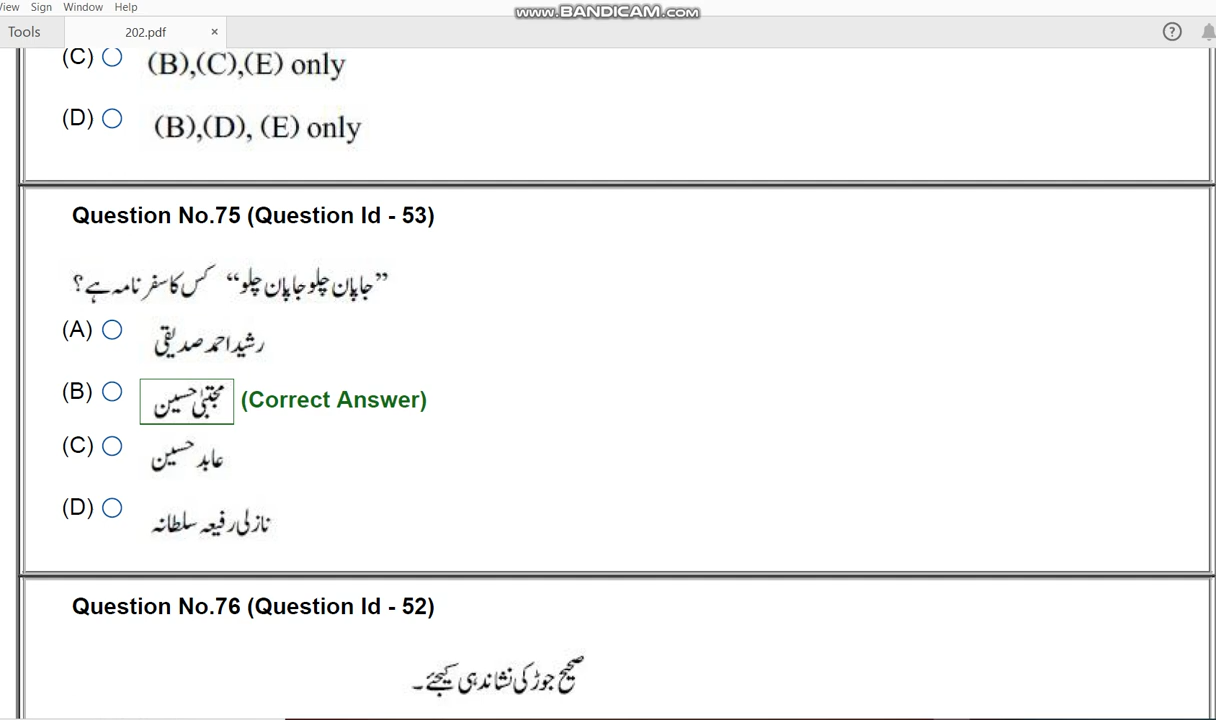 View Sign Window Help
www.BANDICAM.com
Tools 202.pdf ×
(C) (B),(C),(E) only
(D) (B),(D), (E) only
Question No.75 (Question Id - 53)
”جاپان چلو جاپان چلو“ کس کا سفر نامہ ہے؟
(A) رشید احمد صدیقی
(B) مجتبیٰ حسین (Correct Answer)
(C) عابد حسین
(D) نازلی رفیعہ سلطانہ
Question No.76 (Question Id - 52)
صحیح جوڑ کی نشاندہی کیجئے۔